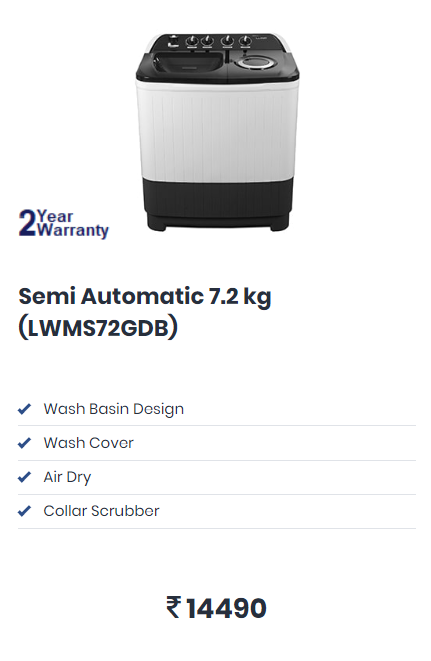 2 Year
Warranty
Semi Automatic 7.2 kg
(LWMS72GDB)
Wash Basin Design
Wash Cover
Air Dry
Collar Scrubber
₹ 14490